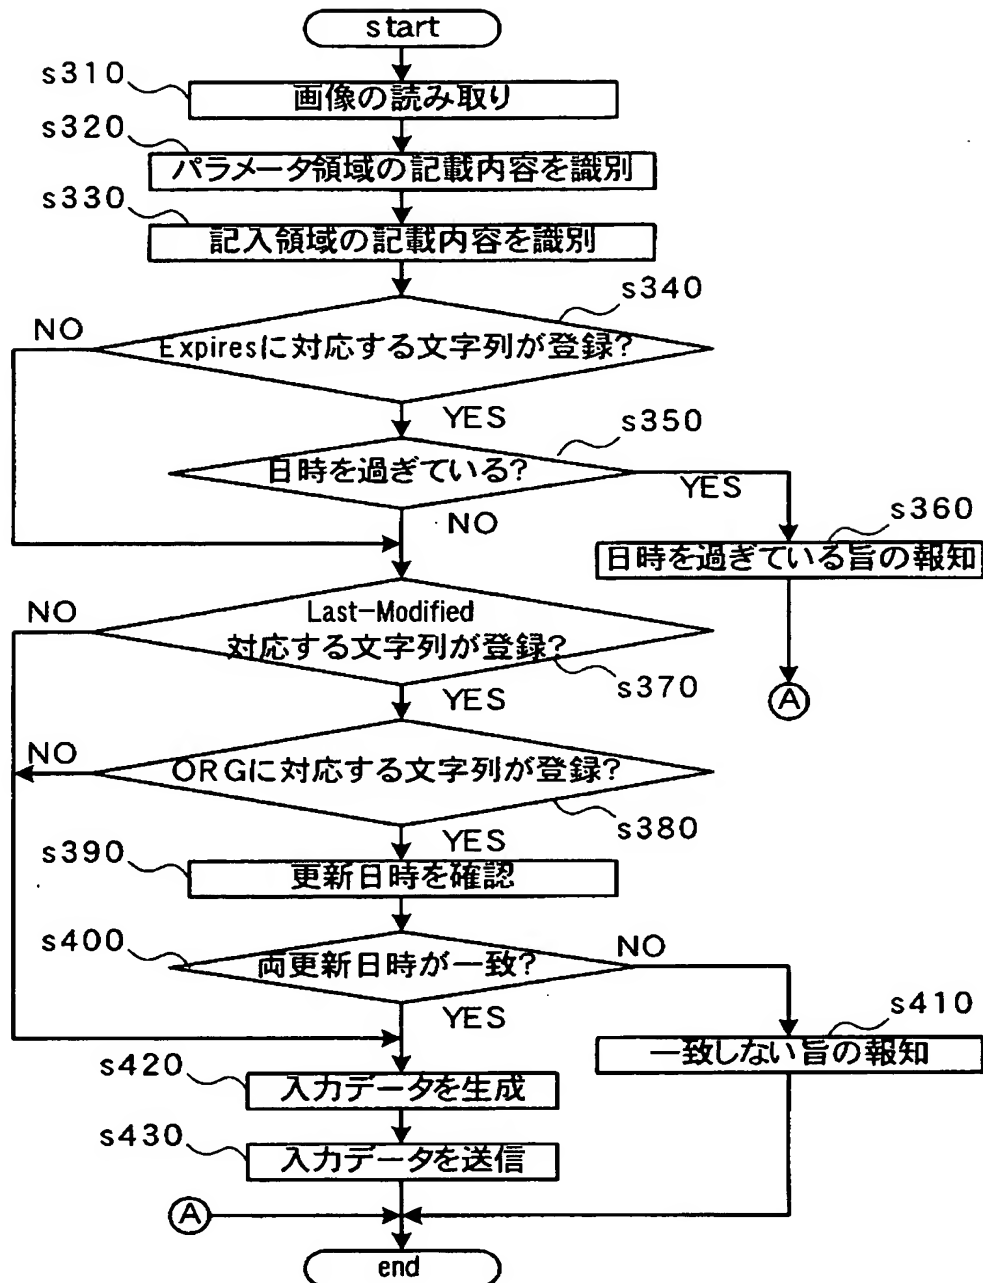 start
s310
画像の読み取り
s320
パラメータ領域の記載内容を識別
s330
記入領域の記載内容を識別
s340
NO
Expiresに対応する文字列が登録?
YES
s350
日時を過ぎている?
YES
NO
s360
日時を過ぎている旨の報知
NO
Last-Modified
対応する文字列が登録?
s370
YES
A
NO
ORGに対応する文字列が登録?
s380
YES
s390
更新日時を確認
s400
NO
両更新日時が一致?
YES
s410
一致しない旨の報知
s420
入力データを生成
s430
入力データを送信
A
end